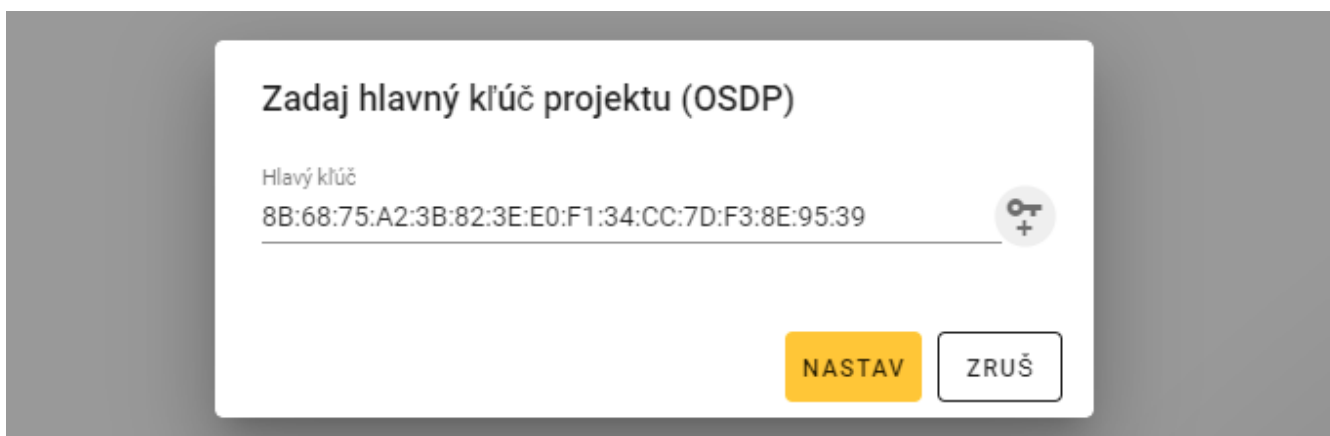 Zadaj hlavný kľúč projektu (OSDP)
Hlavý kľúč
8B:68:75:A2:3B:82:3E:E0:F1:34:CC:7D:F3:8E:95:39
NASTAV ZRUŠ